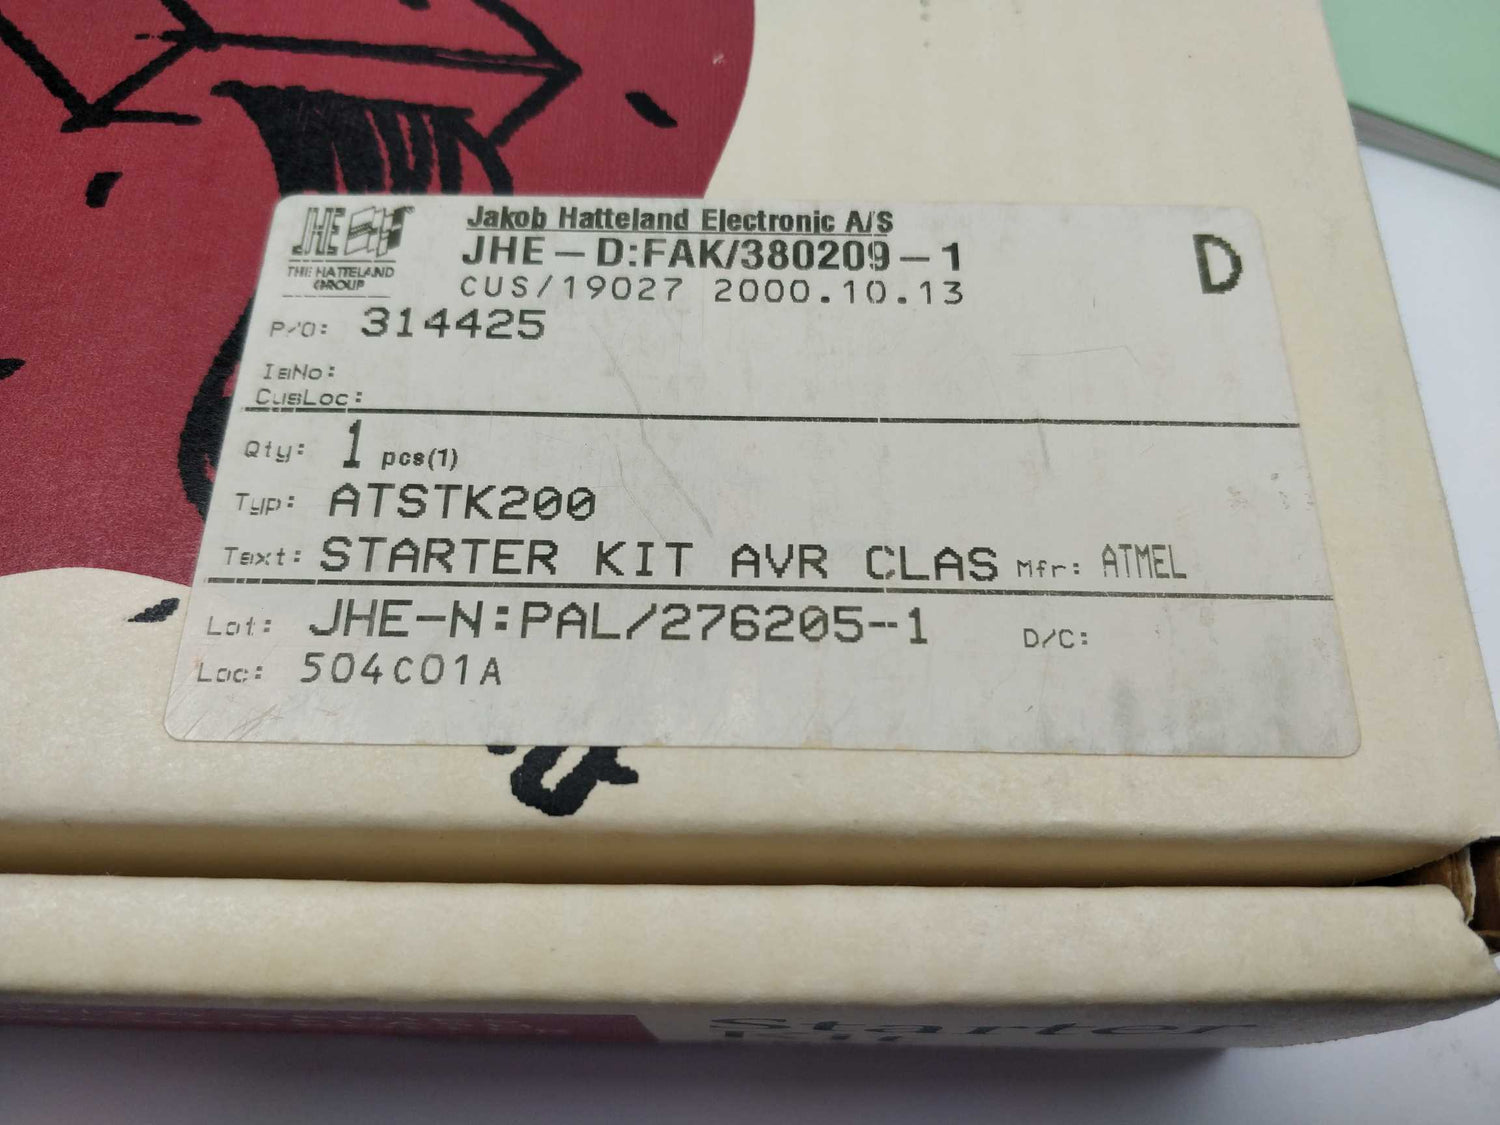 JHE
THE HATTELAND
GROUP
Jakob Hatteland Electronic A/S
JHE-D:FAK/380209-1
D
CUS/19027 2000.10.13
P/O: 314425
IsNo:
CusLoc:
Qty: 1 pcs(1)
Typ: ATSTK200
Text: STARTER KIT AVR CLAS Mfr: ATMEL
Lot: JHE-N:PAL/276205-1 D/C:
Loc: 504C01A
Starter
Kit